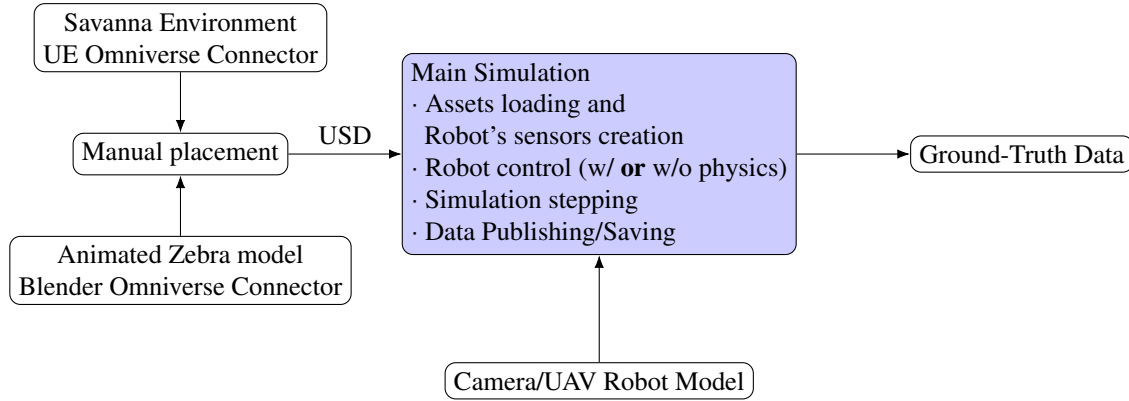 Savanna Environment
UE Omniverse Connector
Manual placement
USD
Animated Zebra model
Blender Omniverse Connector
Main Simulation
· Assets loading and
Robot's sensors creation
· Robot control (w/ or w/o physics)
· Simulation stepping
· Data Publishing/Saving
Ground-Truth Data
Camera/UAV Robot Model